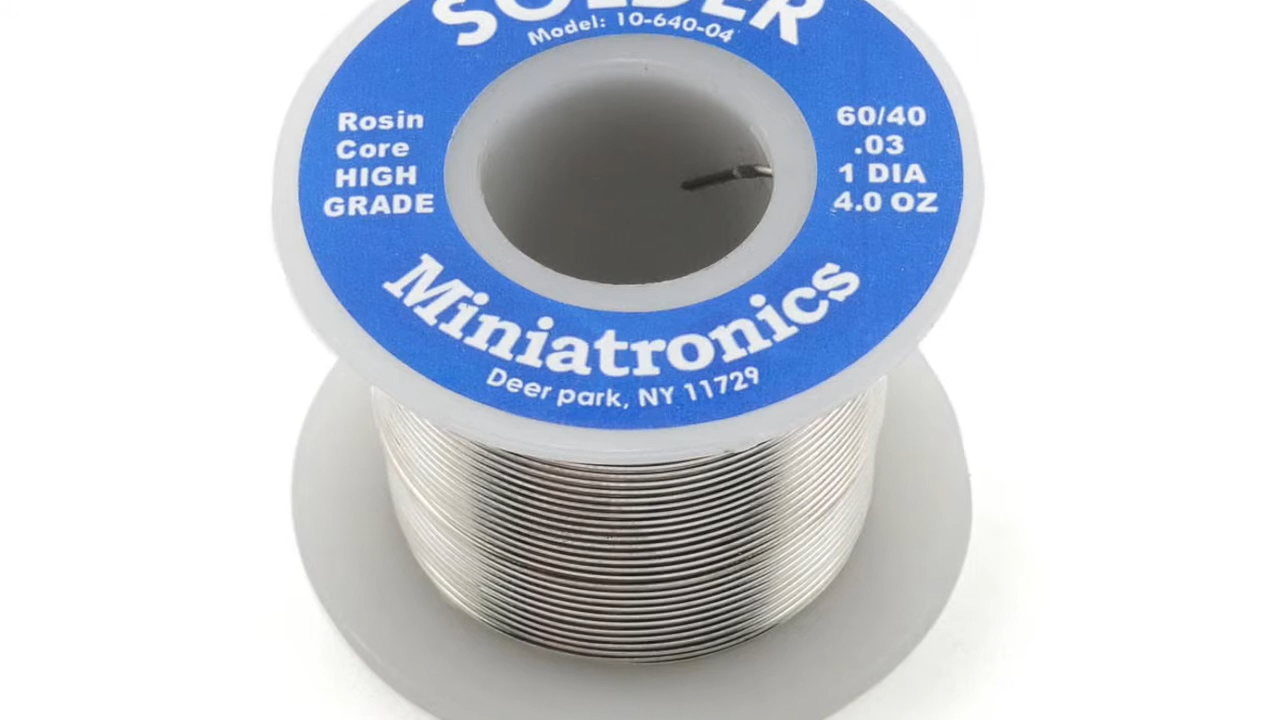 SOLDER
Model: 10-640-04
Rosin
Core
HIGH
GRADE
60/40
.03
1 DIA
4.0 OZ
Miniatronics
Deer park, NY 11729